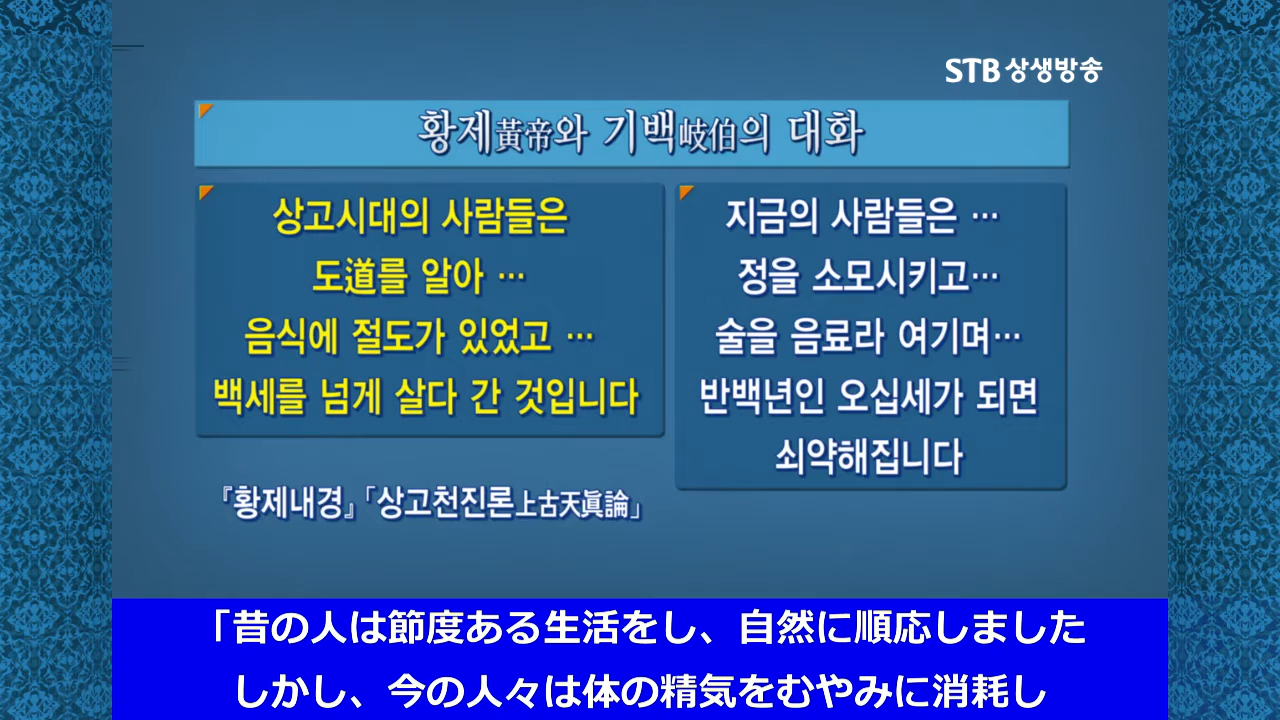 STB 상생방송
황제黃帝와 기백岐伯의 대화
상고시대의 사람들은
도道를 알아 …
음식에 절도가 있었고 …
백세를 넘게 살다 간 것입니다
지금의 사람들은 …
정을 소모시키고…
술을 음료라 여기며…
반백년인 오십세가 되면
쇠약해집니다
『황제내경』「상고천진론上古天眞論」
「昔の人は節度ある生活をし、自然に順応しました
しかし、今の人々は体の精気をむやみに消耗し